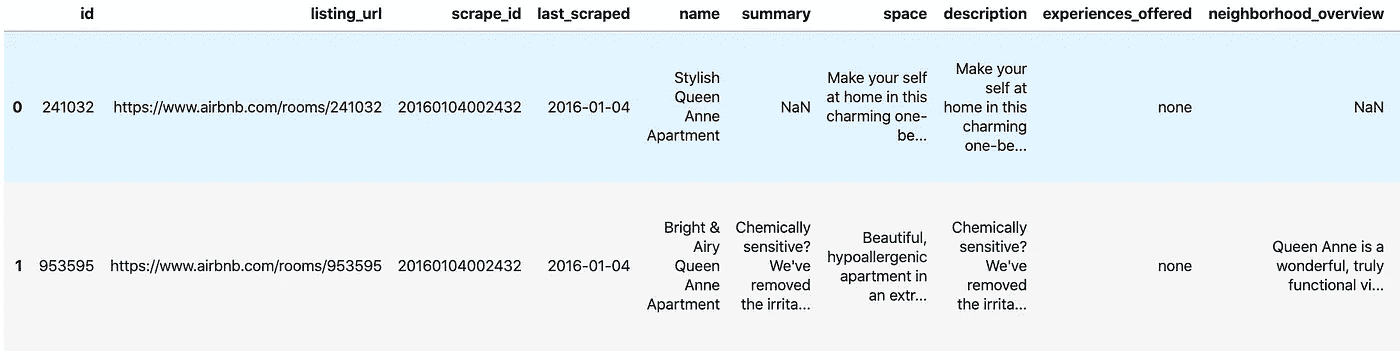 id listing_url scrape_id last_scraped name summary space description experiences_offered neighborhood_overview
0 241032 https://www.airbnb.com/rooms/241032 20160104002432 2016-01-04 Stylish Queen Anne Apartment NaN Make your self at home in this charming one-be... Make your self at home in this charming one-be... none NaN
1 953595 https://www.airbnb.com/rooms/953595 20160104002432 2016-01-04 Bright & Airy Queen Anne Apartment Chemically sensitive? We've removed the irrita... Beautiful, hypoallergenic apartment in an extr... Chemically sensitive? We've removed the irrita... none Queen Anne is a wonderful, truly functional vi...